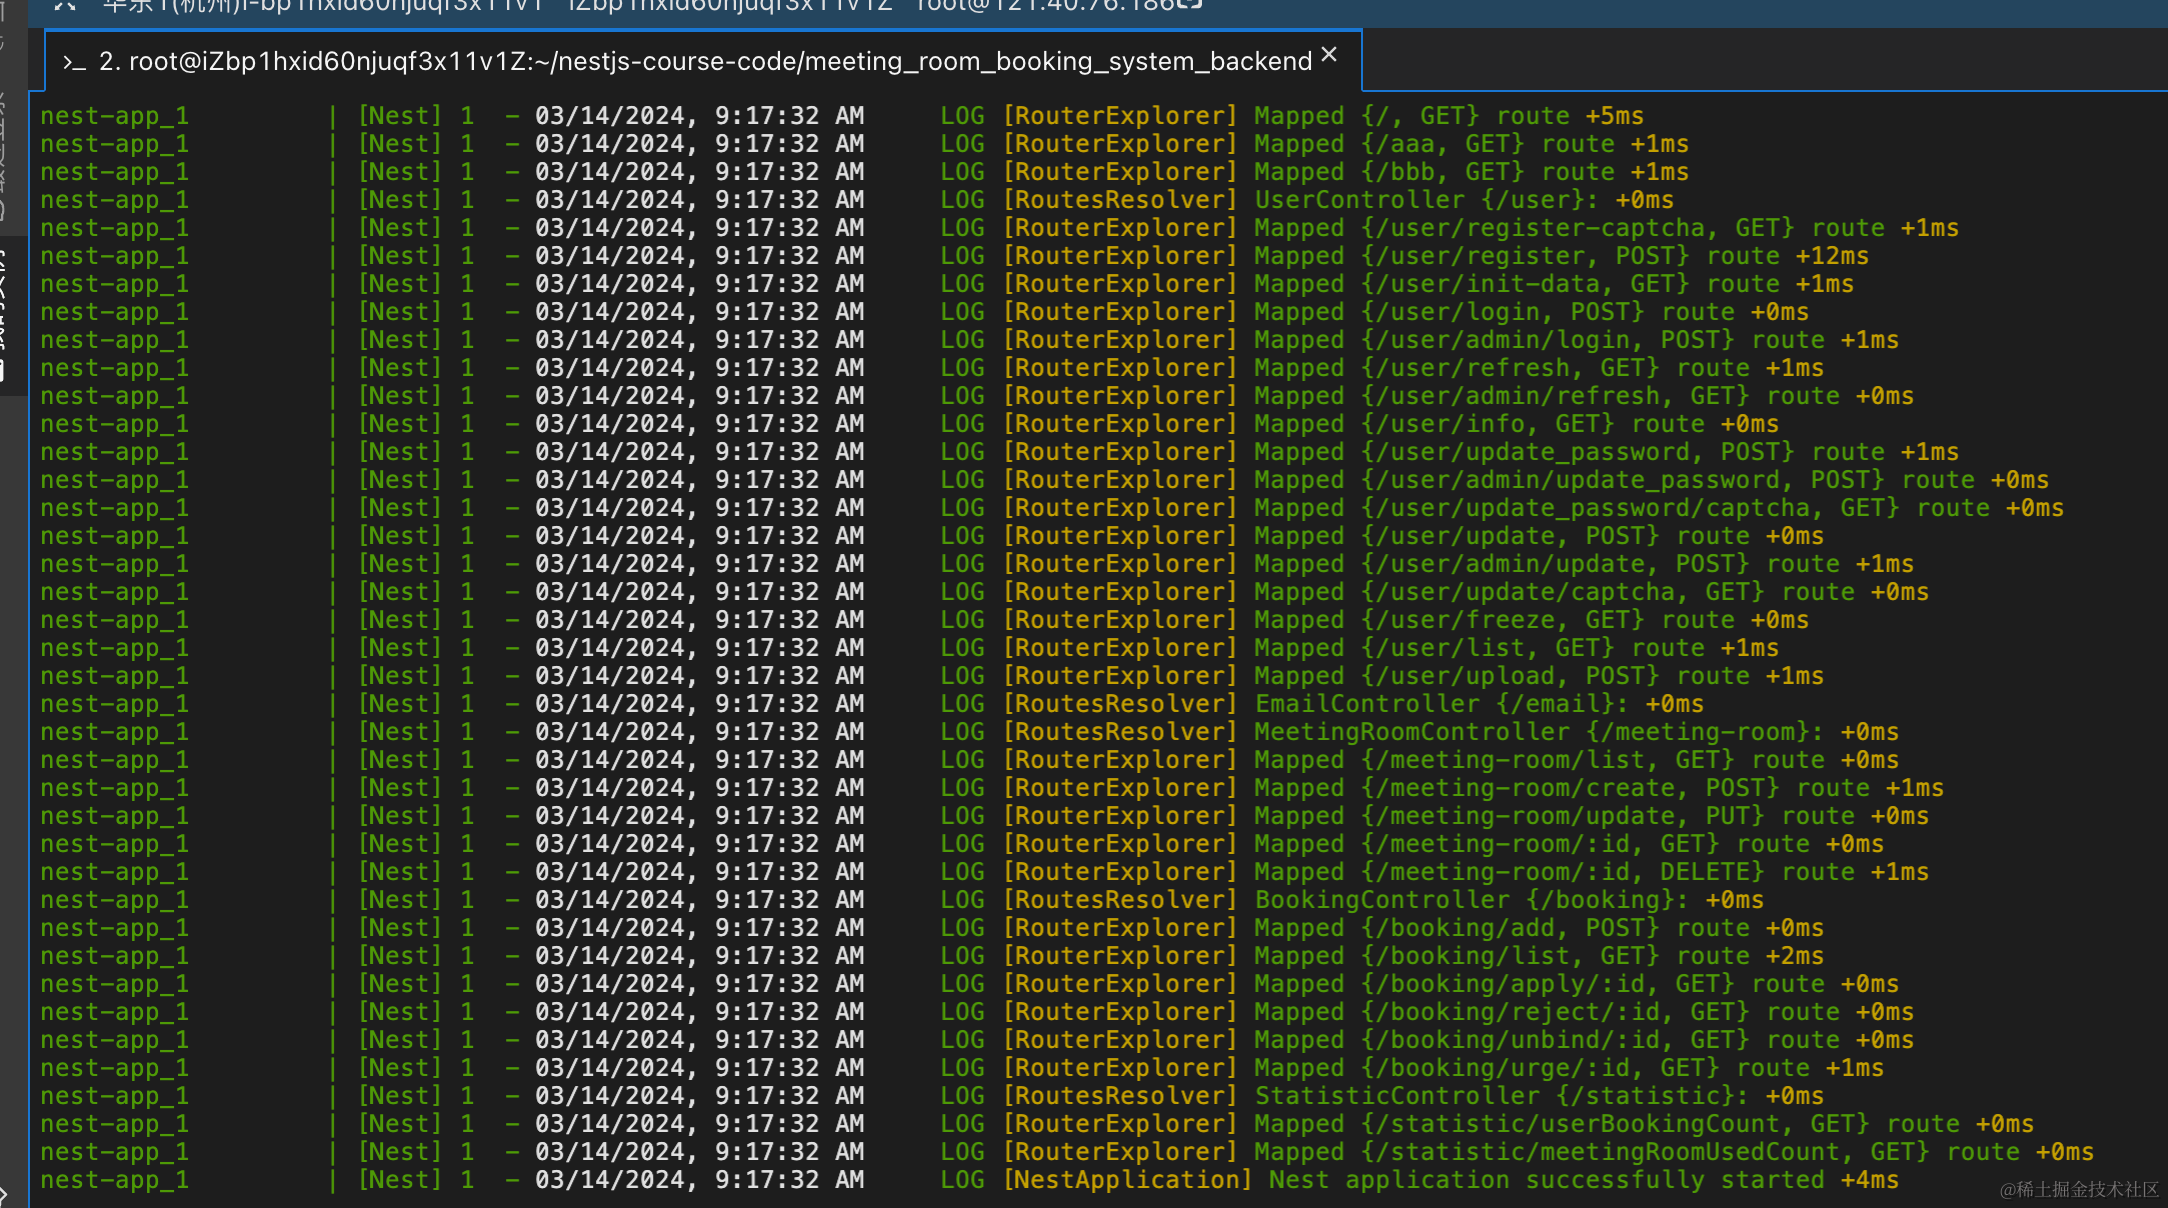 华东1(杭州)i-bp1hxid60njuqf3x11v1 iZbp1hxid60njuqf3x11v1Z root@121.40.76.186
>_ 2. root@iZbp1hxid60njuqf3x11v1Z:~/nestjs-course-code/meeting_room_booking_system_backend ×
nest-app_1 | [Nest] 1 - 03/14/2024, 9:17:32 AM LOG [RouterExplorer] Mapped {/, GET} route +5ms
nest-app_1 | [Nest] 1 - 03/14/2024, 9:17:32 AM LOG [RouterExplorer] Mapped {/aaa, GET} route +1ms
nest-app_1 | [Nest] 1 - 03/14/2024, 9:17:32 AM LOG [RouterExplorer] Mapped {/bbb, GET} route +1ms
nest-app_1 | [Nest] 1 - 03/14/2024, 9:17:32 AM LOG [RoutesResolver] UserController {/user}: +0ms
nest-app_1 | [Nest] 1 - 03/14/2024, 9:17:32 AM LOG [RouterExplorer] Mapped {/user/register-captcha, GET} route +1ms
nest-app_1 | [Nest] 1 - 03/14/2024, 9:17:32 AM LOG [RouterExplorer] Mapped {/user/register, POST} route +12ms
nest-app_1 | [Nest] 1 - 03/14/2024, 9:17:32 AM LOG [RouterExplorer] Mapped {/user/init-data, GET} route +1ms
nest-app_1 | [Nest] 1 - 03/14/2024, 9:17:32 AM LOG [RouterExplorer] Mapped {/user/login, POST} route +0ms
nest-app_1 | [Nest] 1 - 03/14/2024, 9:17:32 AM LOG [RouterExplorer] Mapped {/user/admin/login, POST} route +1ms
nest-app_1 | [Nest] 1 - 03/14/2024, 9:17:32 AM LOG [RouterExplorer] Mapped {/user/refresh, GET} route +1ms
nest-app_1 | [Nest] 1 - 03/14/2024, 9:17:32 AM LOG [RouterExplorer] Mapped {/user/admin/refresh, GET} route +0ms
nest-app_1 | [Nest] 1 - 03/14/2024, 9:17:32 AM LOG [RouterExplorer] Mapped {/user/info, GET} route +0ms
nest-app_1 | [Nest] 1 - 03/14/2024, 9:17:32 AM LOG [RouterExplorer] Mapped {/user/update_password, POST} route +1ms
nest-app_1 | [Nest] 1 - 03/14/2024, 9:17:32 AM LOG [RouterExplorer] Mapped {/user/admin/update_password, POST} route +0ms
nest-app_1 | [Nest] 1 - 03/14/2024, 9:17:32 AM LOG [RouterExplorer] Mapped {/user/update_password/captcha, GET} route +0ms
nest-app_1 | [Nest] 1 - 03/14/2024, 9:17:32 AM LOG [RouterExplorer] Mapped {/user/update, POST} route +0ms
nest-app_1 | [Nest] 1 - 03/14/2024, 9:17:32 AM LOG [RouterExplorer] Mapped {/user/admin/update, POST} route +1ms
nest-app_1 | [Nest] 1 - 03/14/2024, 9:17:32 AM LOG [RouterExplorer] Mapped {/user/update/captcha, GET} route +0ms
nest-app_1 | [Nest] 1 - 03/14/2024, 9:17:32 AM LOG [RouterExplorer] Mapped {/user/freeze, GET} route +0ms
nest-app_1 | [Nest] 1 - 03/14/2024, 9:17:32 AM LOG [RouterExplorer] Mapped {/user/list, GET} route +1ms
nest-app_1 | [Nest] 1 - 03/14/2024, 9:17:32 AM LOG [RouterExplorer] Mapped {/user/upload, POST} route +1ms
nest-app_1 | [Nest] 1 - 03/14/2024, 9:17:32 AM LOG [RoutesResolver] EmailController {/email}: +0ms
nest-app_1 | [Nest] 1 - 03/14/2024, 9:17:32 AM LOG [RoutesResolver] MeetingRoomController {/meeting-room}: +0ms
nest-app_1 | [Nest] 1 - 03/14/2024, 9:17:32 AM LOG [RouterExplorer] Mapped {/meeting-room/list, GET} route +0ms
nest-app_1 | [Nest] 1 - 03/14/2024, 9:17:32 AM LOG [RouterExplorer] Mapped {/meeting-room/create, POST} route +1ms
nest-app_1 | [Nest] 1 - 03/14/2024, 9:17:32 AM LOG [RouterExplorer] Mapped {/meeting-room/update, PUT} route +0ms
nest-app_1 | [Nest] 1 - 03/14/2024, 9:17:32 AM LOG [RouterExplorer] Mapped {/meeting-room/:id, GET} route +0ms
nest-app_1 | [Nest] 1 - 03/14/2024, 9:17:32 AM LOG [RouterExplorer] Mapped {/meeting-room/:id, DELETE} route +1ms
nest-app_1 | [Nest] 1 - 03/14/2024, 9:17:32 AM LOG [RoutesResolver] BookingController {/booking}: +0ms
nest-app_1 | [Nest] 1 - 03/14/2024, 9:17:32 AM LOG [RouterExplorer] Mapped {/booking/add, POST} route +0ms
nest-app_1 | [Nest] 1 - 03/14/2024, 9:17:32 AM LOG [RouterExplorer] Mapped {/booking/list, GET} route +2ms
nest-app_1 | [Nest] 1 - 03/14/2024, 9:17:32 AM LOG [RouterExplorer] Mapped {/booking/apply/:id, GET} route +0ms
nest-app_1 | [Nest] 1 - 03/14/2024, 9:17:32 AM LOG [RouterExplorer] Mapped {/booking/reject/:id, GET} route +0ms
nest-app_1 | [Nest] 1 - 03/14/2024, 9:17:32 AM LOG [RouterExplorer] Mapped {/booking/unbind/:id, GET} route +0ms
nest-app_1 | [Nest] 1 - 03/14/2024, 9:17:32 AM LOG [RouterExplorer] Mapped {/booking/urge/:id, GET} route +1ms
nest-app_1 | [Nest] 1 - 03/14/2024, 9:17:32 AM LOG [RoutesResolver] StatisticController {/statistic}: +0ms
nest-app_1 | [Nest] 1 - 03/14/2024, 9:17:32 AM LOG [RouterExplorer] Mapped {/statistic/userBookingCount, GET} route +0ms
nest-app_1 | [Nest] 1 - 03/14/2024, 9:17:32 AM LOG [RouterExplorer] Mapped {/statistic/meetingRoomUsedCount, GET} route +0ms
nest-app_1 | [Nest] 1 - 03/14/2024, 9:17:32 AM LOG [NestApplication] Nest application successfully started +4ms
@稀土掘金技术社区